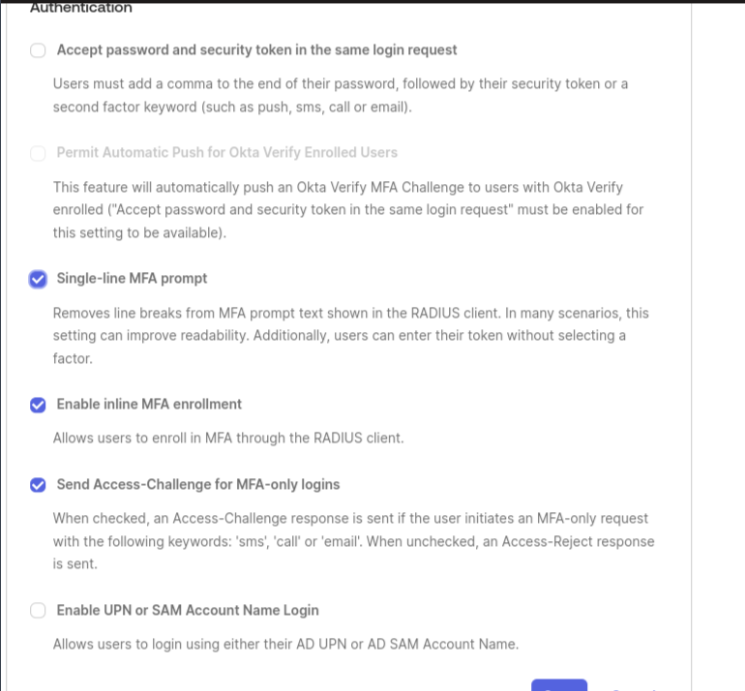 Authentication
Accept password and security token in the same login request
Users must add a comma to the end of their password, followed by their security token or a
second factor keyword (such as push, sms, call or email).
Permit Automatic Push for Okta Verify Enrolled Users
This feature will automatically push an Okta Verify MFA Challenge to users with Okta Verify
enrolled ("Accept password and security token in the same login request" must be enabled for
this setting to be available).
Single-line MFA prompt
Removes line breaks from MFA prompt text shown in the RADIUS client. In many scenarios, this
setting can improve readability. Additionally, users can enter their token without selecting a
factor.
Enable inline MFA enrollment
Allows users to enroll in MFA through the RADIUS client.
Send Access-Challenge for MFA-only logins
When checked, an Access-Challenge response is sent if the user initiates an MFA-only request
with the following keywords: 'sms', 'call' or 'email'. When unchecked, an Access-Reject response
is sent.
Enable UPN or SAM Account Name Login
Allows users to login using either their AD UPN or AD SAM Account Name.